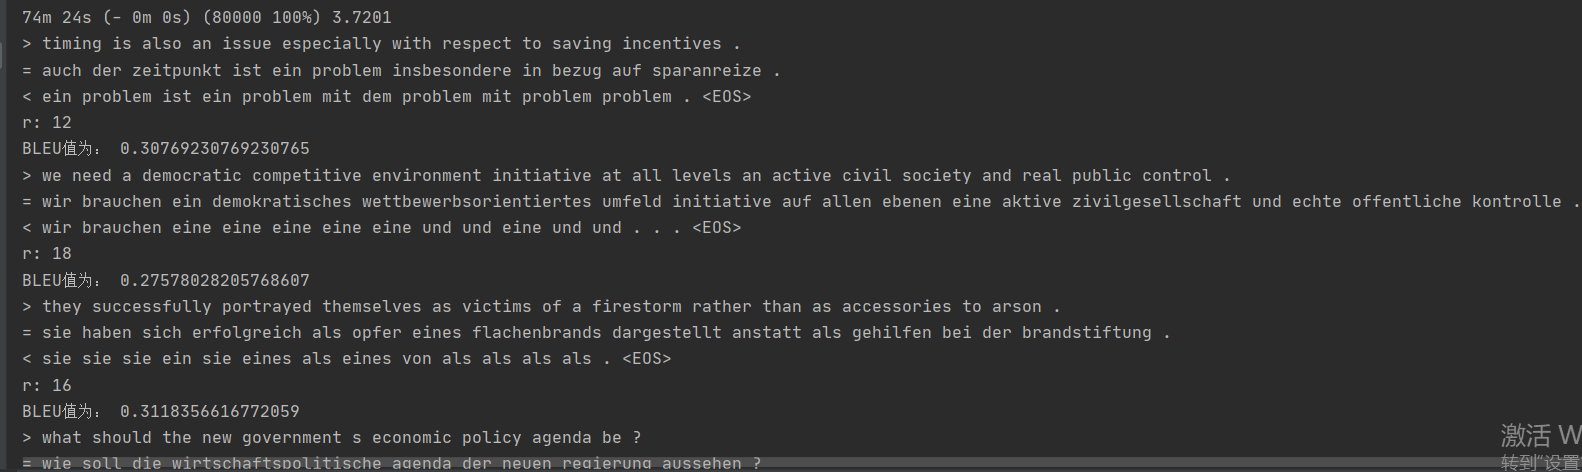 74m 24s (- 0m 0s) (80000 100%) 3.7201
> timing is also an issue especially with respect to saving incentives .
= auch der zeitpunkt ist ein problem insbesondere in bezug auf sparanreize .
< ein problem ist ein problem mit dem problem mit problem problem . <EOS>
r: 12
BLEU值为: 0.30769230769230765
> we need a democratic competitive environment initiative at all levels an active civil society and real public control .
= wir brauchen ein demokratisches wettbewerbsorientiertes umfeld initiative auf allen ebenen eine aktive zivilgesellschaft und echte offentliche kontrolle .
< wir brauchen eine eine eine eine eine und und eine und und . . . <EOS>
r: 18
BLEU值为: 0.27578028205768607
> they successfully portrayed themselves as victims of a firestorm rather than as accessories to arson .
= sie haben sich erfolgreich als opfer eines flachenbrands dargestellt anstatt als gehilfen bei der brandstiftung .
< sie sie sie ein sie eines als eines von als als als als . <EOS>
r: 16
BLEU值为: 0.3118356616772059
> what should the new government s economic policy agenda be ?
= wie soll die wirtschaftspolitische agenda der neuen regierung aussehen ?
激活 W
转到"设置